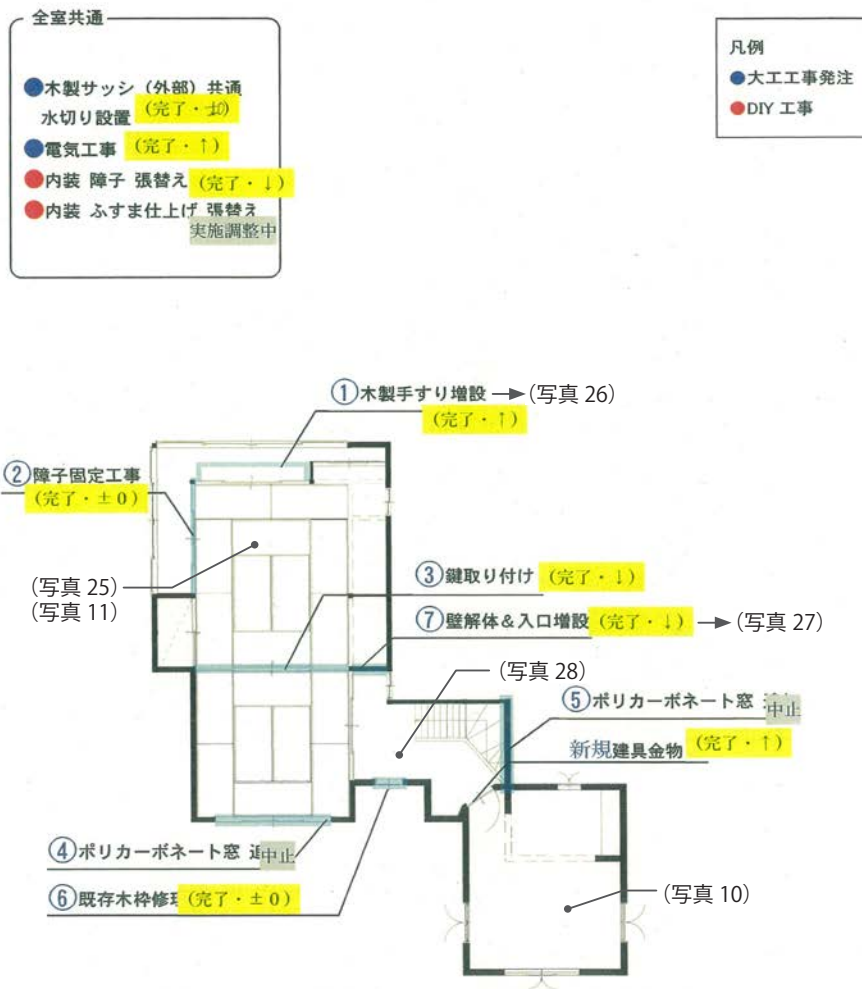 全室共通
●木製サッシ（外部）共通
水切り設置 (完了・±0)
●電気工事 (完了・↑)
●内装 障子 張替え (完了・↓)
●内装 ふすま仕上げ 張替え
実施調整中
凡例
●大工工事発注
●DIY 工事
①木製手すり増設 → (写真 26)
(完了・↑)
②障子固定工事
(完了・±0)
(写真 25)
(写真 11)
③鍵取り付け (完了・↓)
⑦壁解体＆入口増設 (完了・↓) → (写真 27)
(写真 28)
⑤ポリカーボネート窓 中止
新規建具金物 (完了・↑)
④ポリカーボネート窓 中止
⑥既存木枠修理 (完了・±0)
(写真 10)